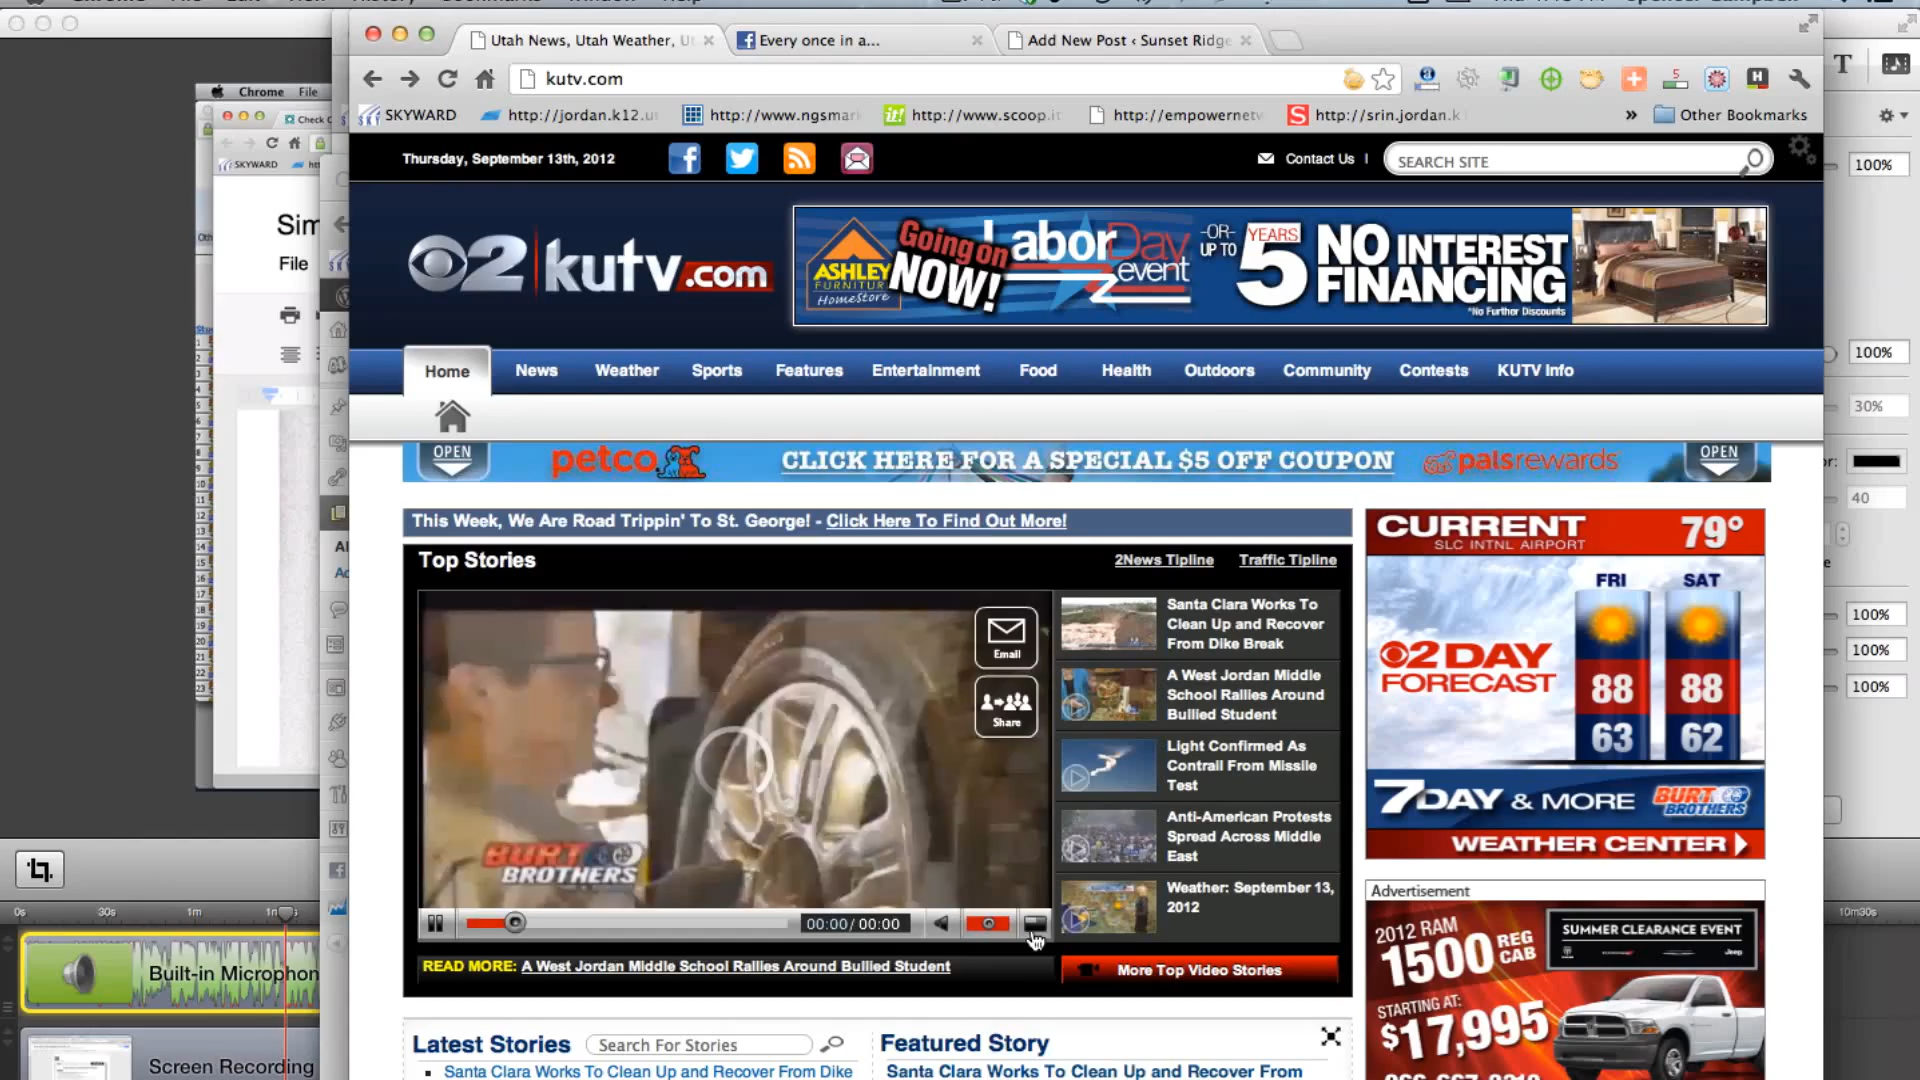 Chrome File
SKYWARD
Sim
File
Utah News, Utah Weather, U
Every once in a...
Add New Post ‹ Sunset Ridge
kutv.com
SKYWARD
http://jordan.k12.u
http://www.ngsmar
http://www.scoop.it
http://empowernetw
http://srin.jordan.k
»
Other Bookmarks
Thursday, September 13th, 2012
Contact Us
SEARCH SITE
2 kutv.com
ASHLEY
FURNITURE
HomeStore
Going on
NOW!
Labor Day
event
-OR-
UP TO
5 YEARS
NO INTEREST
FINANCING
*No Further Discounts
Home
News
Weather
Sports
Features
Entertainment
Food
Health
Outdoors
Community
Contests
KUTV Info
OPEN
petco
CLICK HERE FOR A SPECIAL $5 OFF COUPON
palsrewards
OPEN
This Week, We Are Road Trippin' To St. George! - Click Here To Find Out More!
Top Stories
2News Tipline
Traffic Tipline
Email
Share
BURT
BROTHERS
00:00/ 00:00
Santa Clara Works To
Clean Up and Recover
From Dike Break
A West Jordan Middle
School Rallies Around
Bullied Student
Light Confirmed As
Contrail From Missile
Test
Anti-American Protests
Spread Across Middle
East
Weather: September 13,
2012
READ MORE: A West Jordan Middle School Rallies Around Bullied Student
More Top Video Stories
Latest Stories
Search For Stories
Santa Clara Works To Clean Up and Recover From Dike
Featured Story
Santa Clara Works To Clean Up and Recover From
CURRENT
SLC INTNL AIRPORT
79°
FRI
SAT
2 DAY
FORECAST
88
88
63
62
7 DAY & MORE
BURT
BROTHERS
WEATHER CENTER
Advertisement
2012 RAM
1500 REG
CAB
STARTING AT:
$17,995
SUMMER CLEARANCE EVENT
Jeep
100%
100%
30%
40
100%
100%
100%
0s
30s
1m
10m30s
Built-in Microphon
Screen Recording